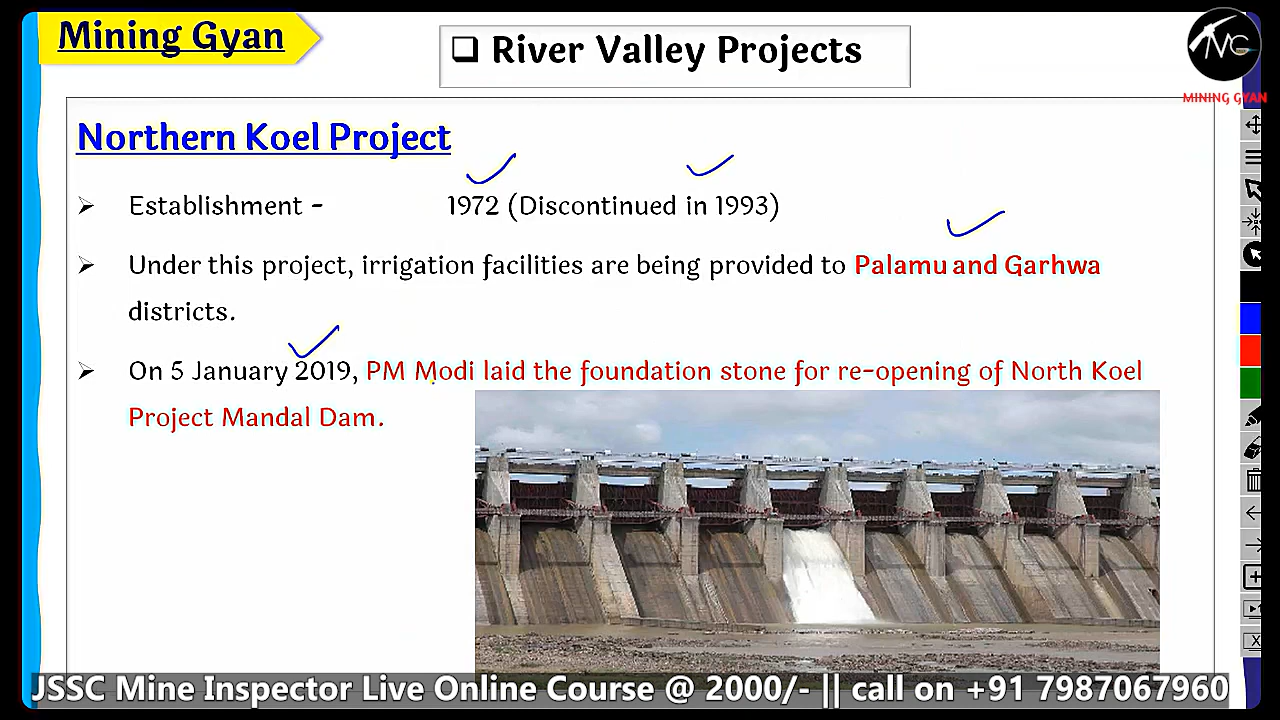 Mining Gyan
❑ River Valley Projects
MVG
MINING GYAN
Northern Koel Project
➢ Establishment - 1972 (Discontinued in 1993)
➢ Under this project, irrigation facilities are being provided to Palamu and Garhwa
districts.
➢ On 5 January 2019, PM Modi laid the foundation stone for re-opening of North Koel
Project Mandal Dam.
JSSC Mine Inspector Live Online Course @ 2000/- || call on +91 7987067960